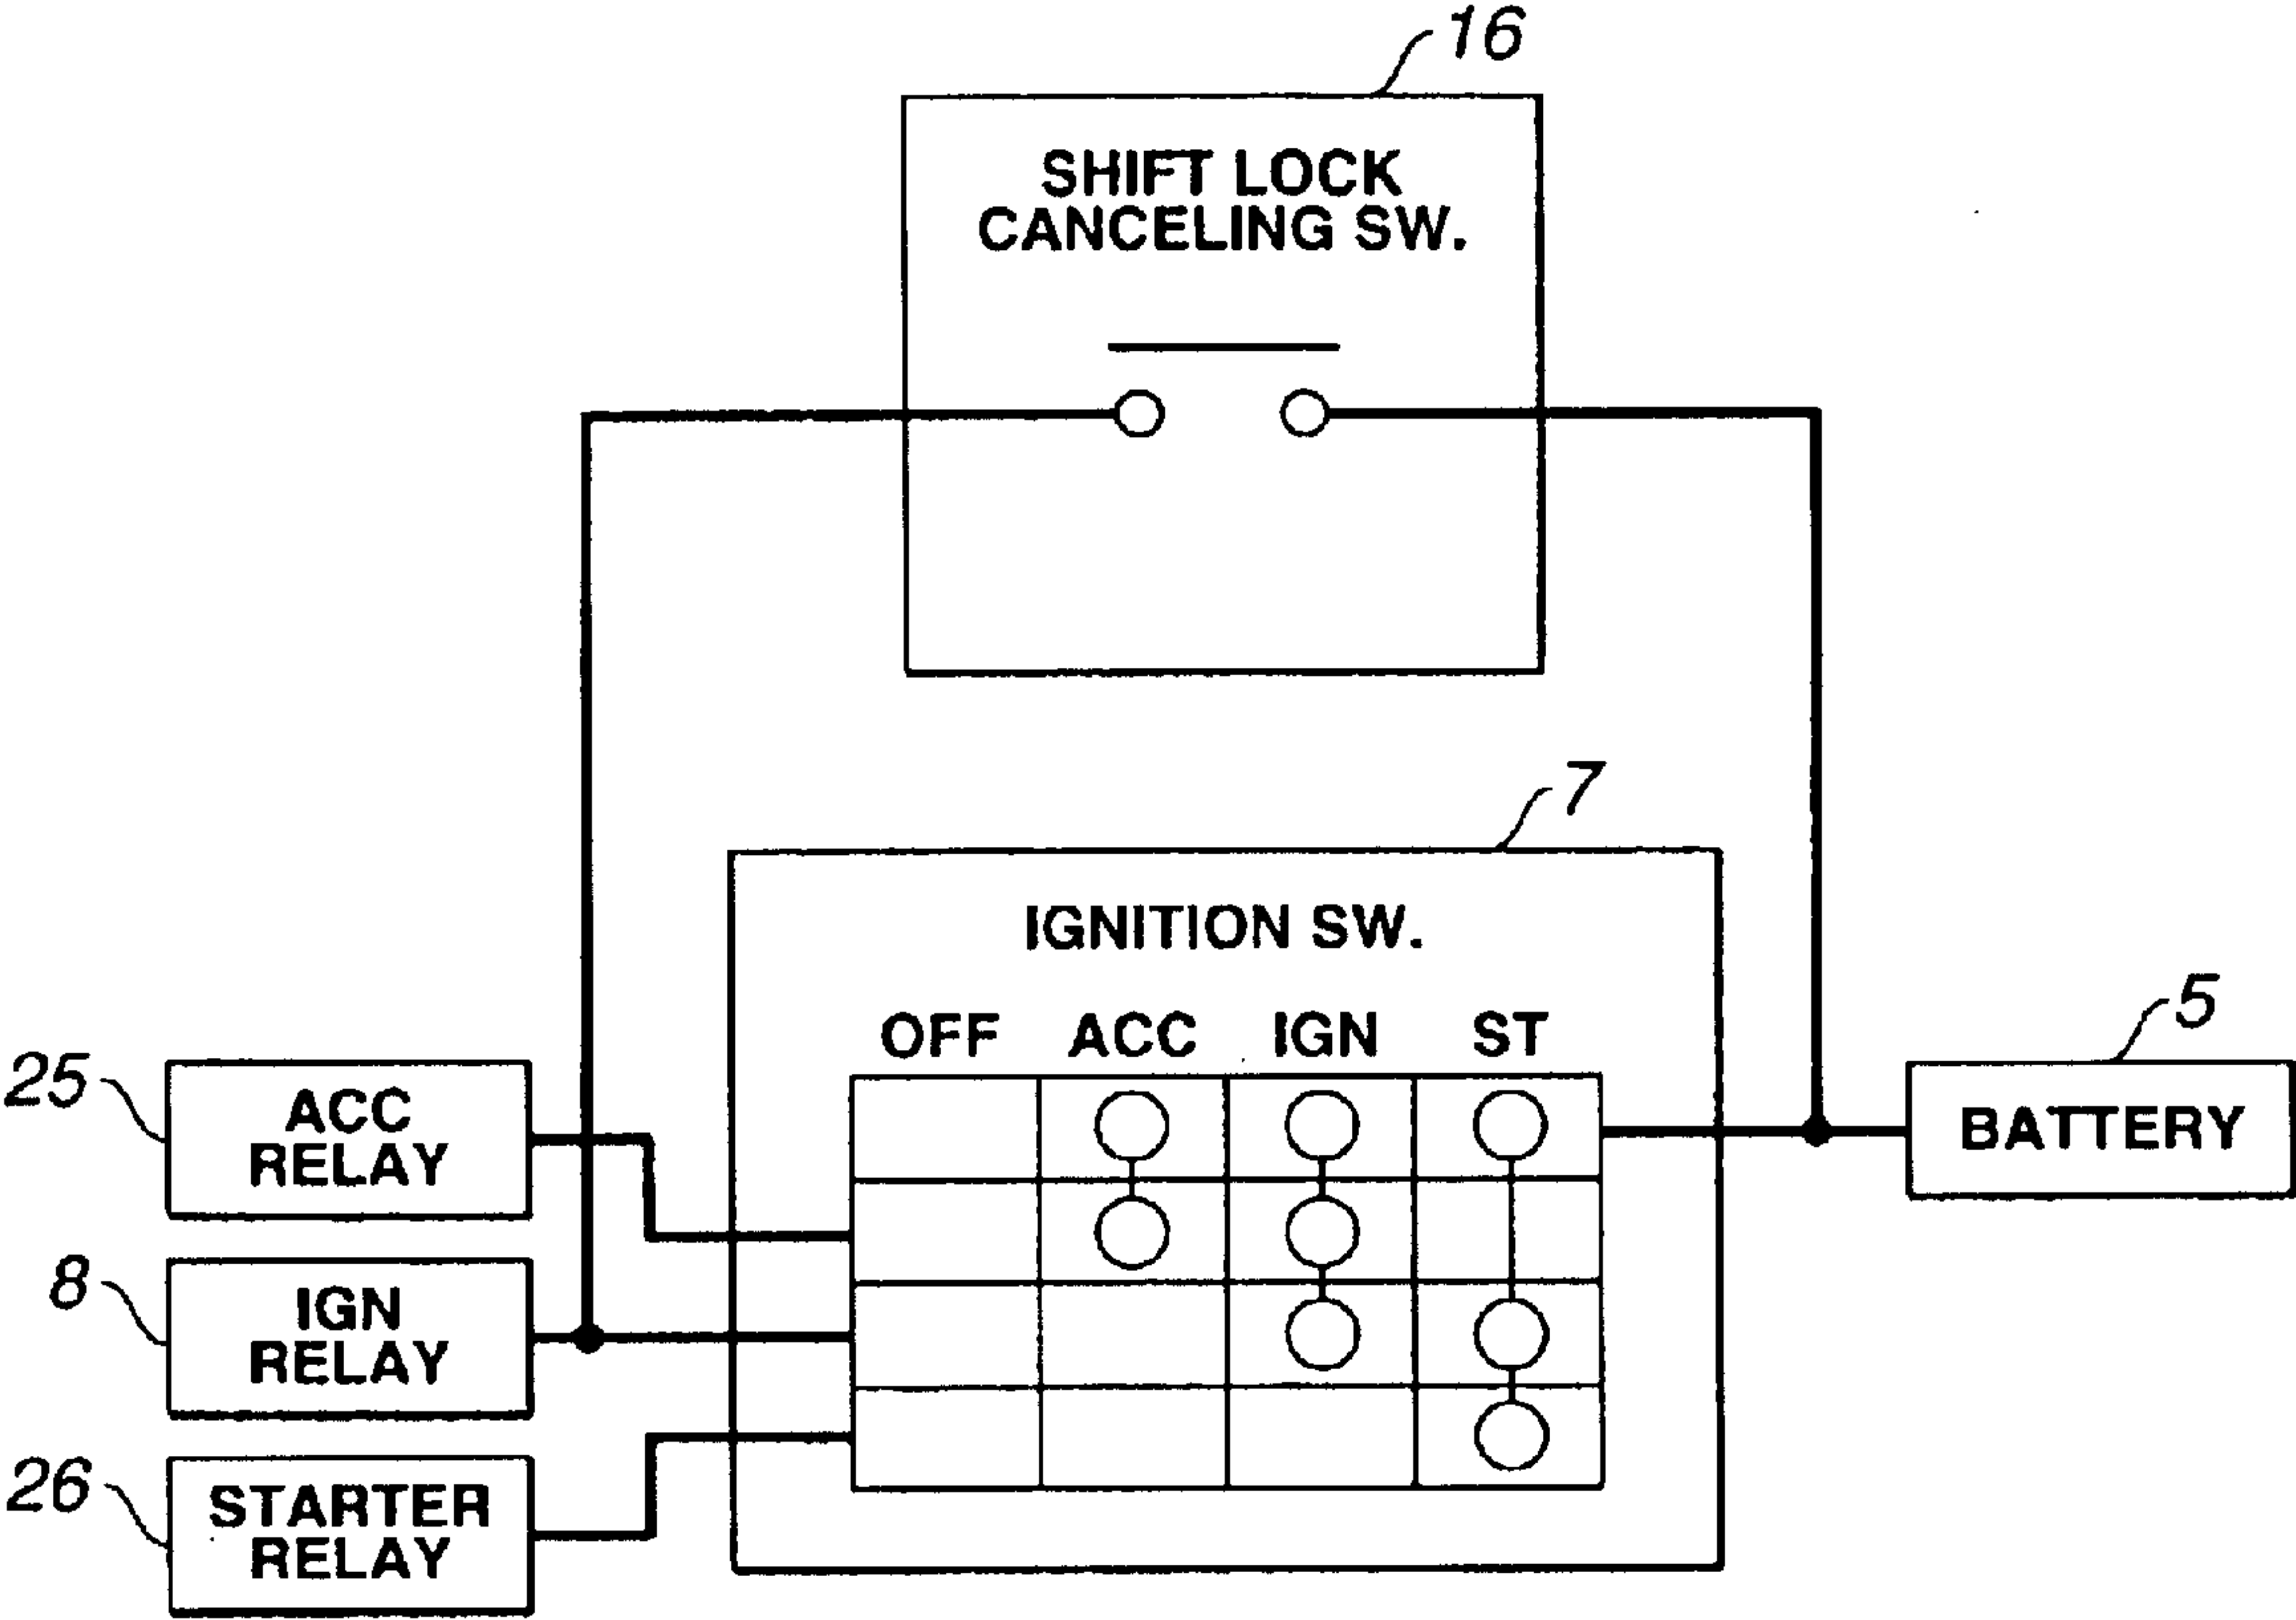 16
SHIFT LOCK
CANCELING SW.
7
IGNITION SW.
OFF ACC IGN ST
5
BATTERY
25
ACC
RELAY
8
IGN
RELAY
26
STARTER
RELAY